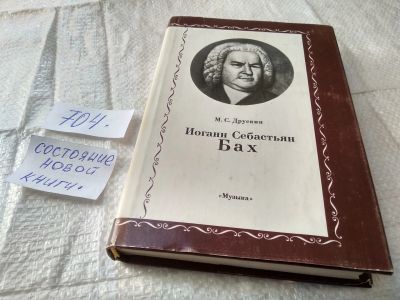 704.
СОСТОЯНИЕ
НОВОЙ
КНИГИ.
М. С. Друскин
Иоганн Себастьян
Бах
«Музыка»